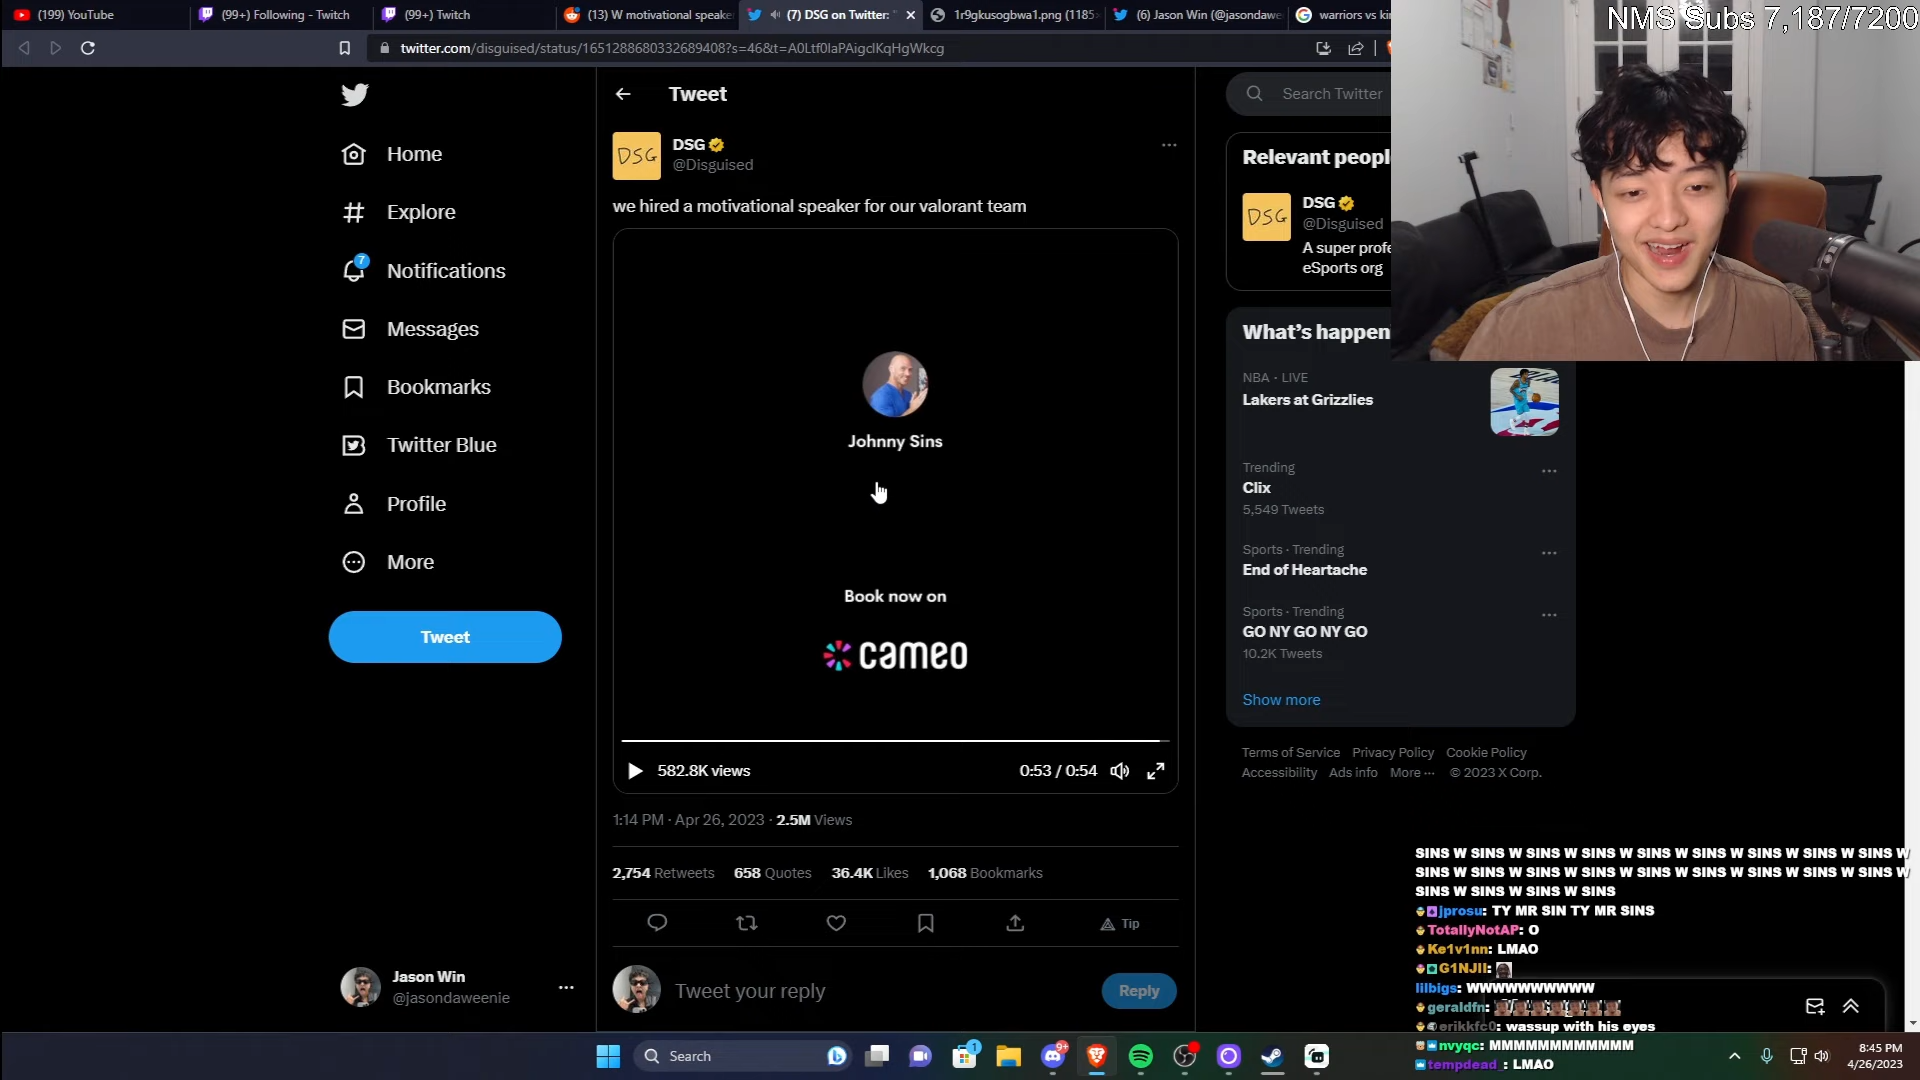 (199) YouTube
(99+) Following - Twitch
(99+) Twitch
(13) W motivational speake
(7) DSG on Twitter: "
1r9gkusogbwa1.png (1185
(6) Jason Win (@jasondawe
warriors vs ki
NMS Subs 7,187/7200
twitter.com/disguised/status/1651288680332689408?s=46&t=A0Ltf0laPAigclKqHgWkcg
Home
Explore
7
Notifications
Messages
Bookmarks
Twitter Blue
Profile
More
Tweet
Jason Win
@jasondaweenie
Tweet
DSG
DSG
@Disguised
we hired a motivational speaker for our valorant team
Johnny Sins
Book now on
cameo
582.8K views
0:53 / 0:54
1:14 PM · Apr 26, 2023 · 2.5M Views
2,754 Retweets 658 Quotes 36.4K Likes 1,068 Bookmarks
Tip
Tweet your reply
Reply
Search Twitter
Relevant peopl
DSG
DSG
@Disguised
A super profe
eSports org
What's happen
NBA · LIVE
Lakers at Grizzlies
Trending
Clix
5,549 Tweets
Sports · Trending
End of Heartache
Sports · Trending
GO NY GO NY GO
10.2K Tweets
Show more
Terms of Service Privacy Policy Cookie Policy
Accessibility Ads info More ··· © 2023 X Corp.
SINS W SINS W SINS W SINS W SINS W SINS W SINS W SINS W SINS W
SINS W SINS W SINS W SINS W SINS W SINS W SINS W SINS W SINS W
SINS W SINS W SINS W SINS
jprosu: TY MR SIN TY MR SINS
TotallyNotAP: O
Ke1v1nn: LMAO
G1NJII:
lilbigs: WWWWWWWWWWW
geraldfn:
erikkfc0: wassup with his eyes
nvyqc: MMMMMMMMMMMM
tempdead_: LMAO
Search
1
9+
8:45 PM
4/26/2023